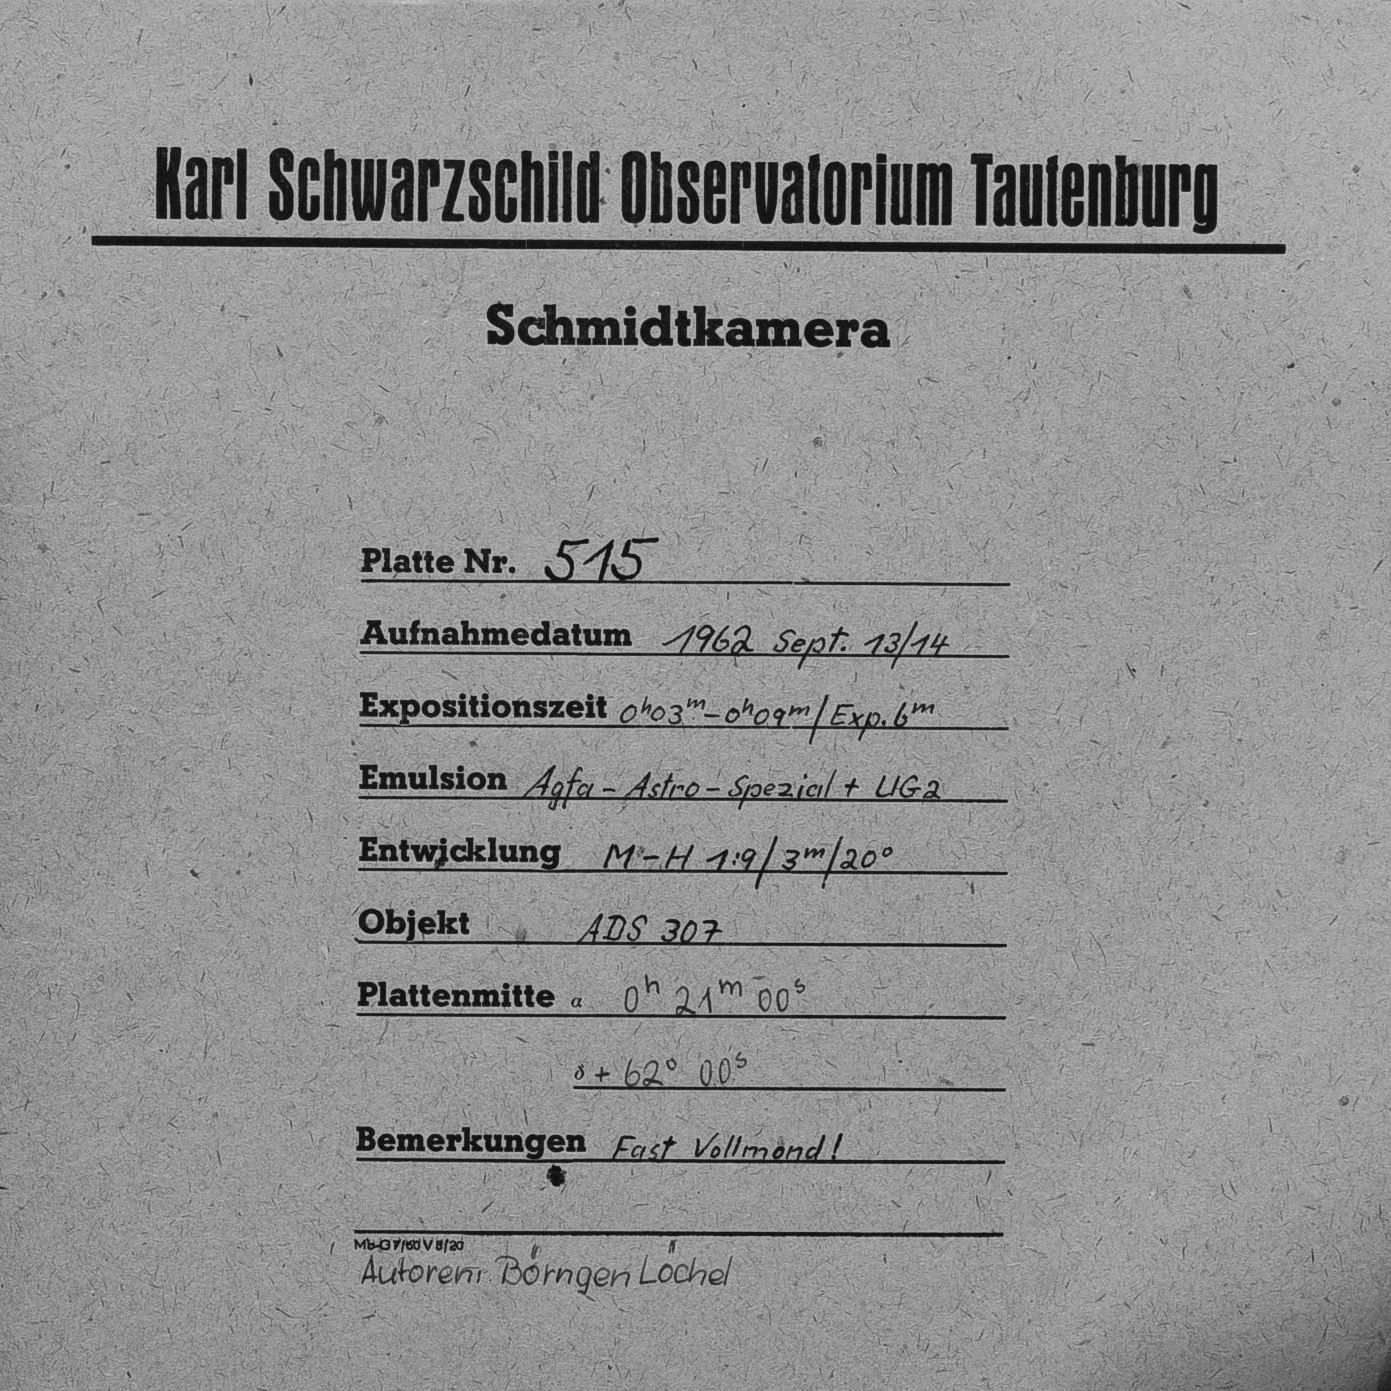 Karl Schwarzschild Observatorium Tautenburg
Schmidtkamera
Platte Nr. 515
Aufnahmedatum 1962 Sept. 13/14
Expositionszeit 0ʰ03ᵐ–0ʰ09ᵐ/Exp. 6ᵐ
Emulsion Agfa–Astro–Spezial + UG2
Entwicklung M–H 1:9/3ᵐ/20°
Objekt ADS 307
Plattenmitte α 0ʰ 21ᵐ 00ˢ
δ + 62° 00ˢ
Bemerkungen Fast Vollmond!
Autoren: Börngen Löchel